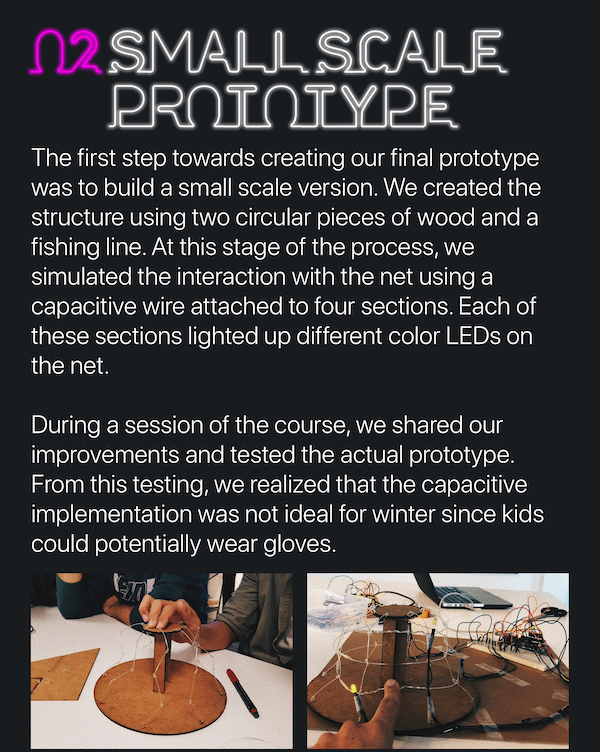 02 SMALL SCALE
PROTOTYPE
The first step towards creating our final prototype
was to build a small scale version. We created the
structure using two circular pieces of wood and a
fishing line. At this stage of the process, we
simulated the interaction with the net using a
capacitive wire attached to four sections. Each of
these sections lighted up different color LEDs on
the net.
During a session of the course, we shared our
improvements and tested the actual prototype.
From this testing, we realized that the capacitive
implementation was not ideal for winter since kids
could potentially wear gloves.